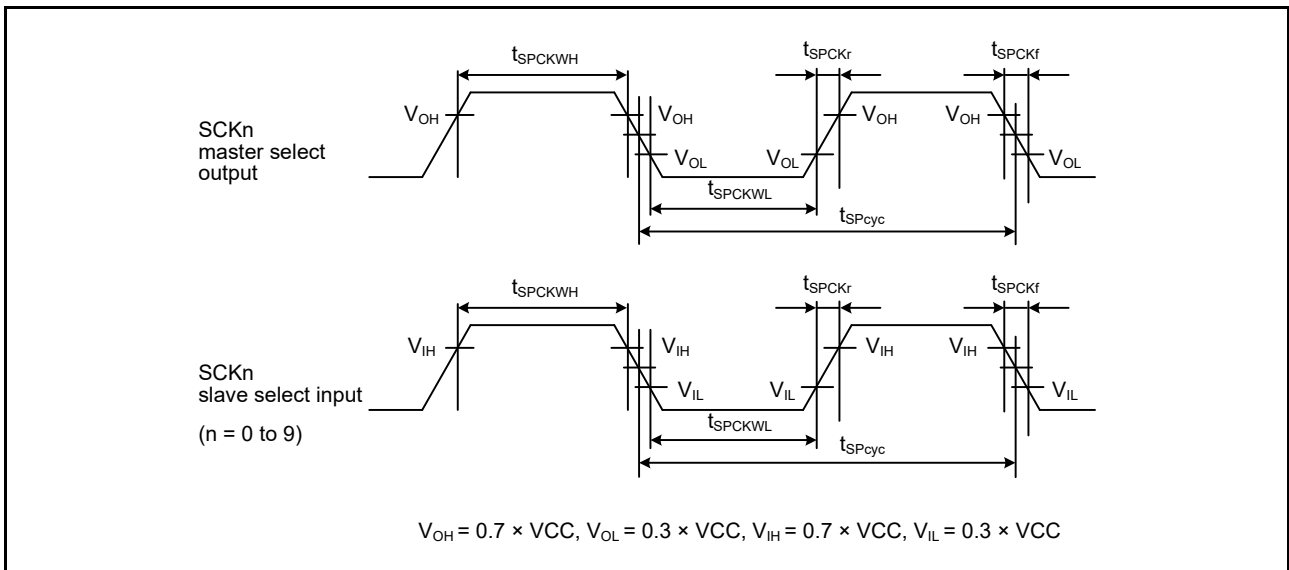 tSPCKWH tSPCKr tSPCKf
VOH VOH VOH VOH
SCKn
master select
output
VOL VOL VOL
tSPCKWL
tSPcyc
tSPCKWH tSPCKr tSPCKf
VIH VIH VIH VIH
SCKn
slave select input
VIL VIL VIL
(n = 0 to 9)
tSPCKWL
tSPcyc
VOH = 0.7 × VCC, VOL = 0.3 × VCC, VIH = 0.7 × VCC, VIL = 0.3 × VCC